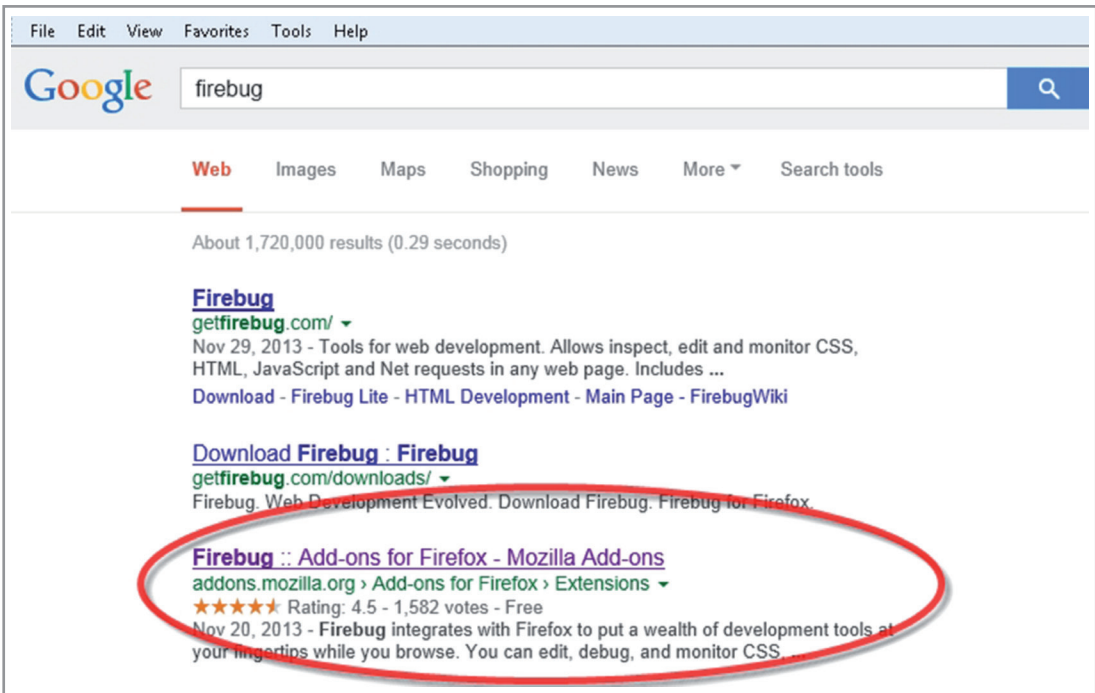 File Edit View Favorites Tools Help
Google firebug
Web Images Maps Shopping News More Search tools
About 1,720,000 results (0.29 seconds)
Firebug
getfirebug.com/
Nov 29, 2013 - Tools for web development. Allows inspect, edit and monitor CSS,
HTML, JavaScript and Net requests in any web page. Includes ...
Download - Firebug Lite - HTML Development - Main Page - FirebugWiki
Download Firebug : Firebug
getfirebug.com/downloads/
Firebug. Web Development Evolved. Download Firebug. Firebug for Firefox.
Firebug :: Add-ons for Firefox - Mozilla Add-ons
addons.mozilla.org › Add-ons for Firefox › Extensions
Rating: 4.5 - 1,582 votes - Free
Nov 20, 2013 - Firebug integrates with Firefox to put a wealth of development tools at
your fingertips while you browse. You can edit, debug, and monitor CSS, ...